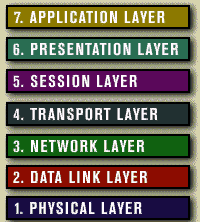 7. APPLICATION LAYER
6. PRESENTATION LAYER
5. SESSION LAYER
4. TRANSPORT LAYER
3. NETWORK LAYER
2. DATA LINK LAYER
1. PHYSICAL LAYER